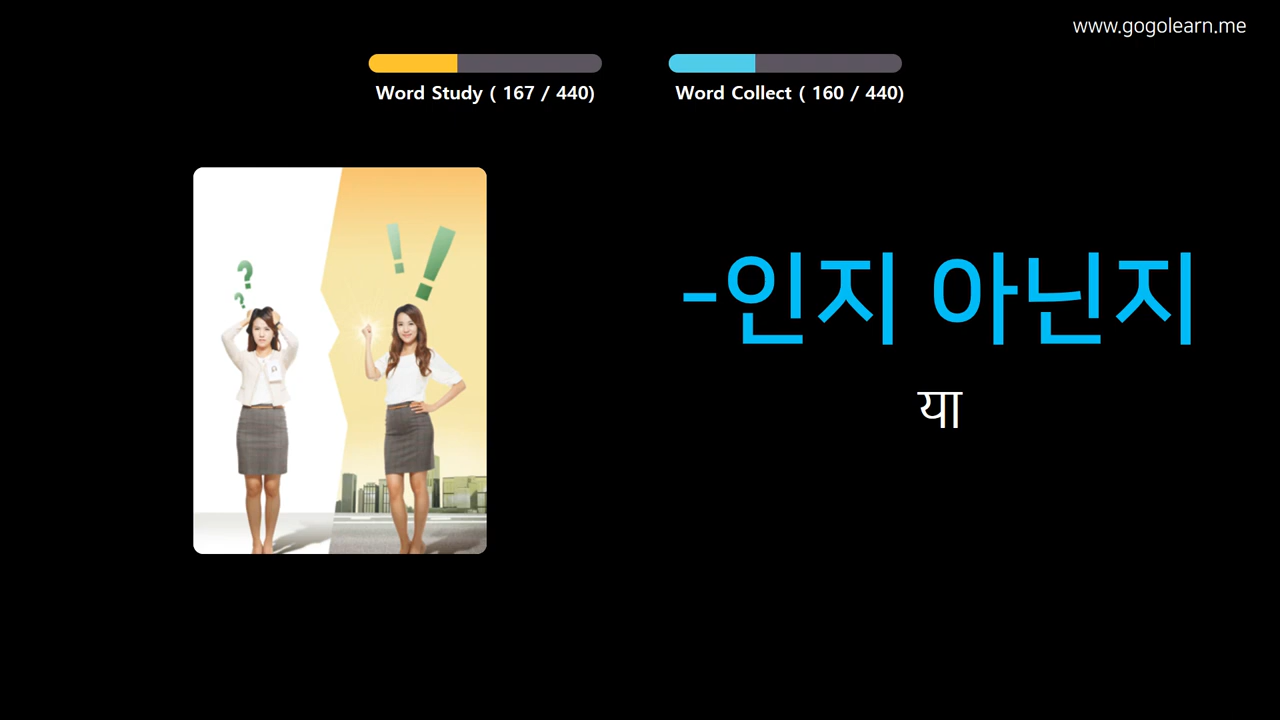 www.gogolearn.me
Word Study ( 167 / 440)
Word Collect ( 160 / 440)
-인지 아닌지
या